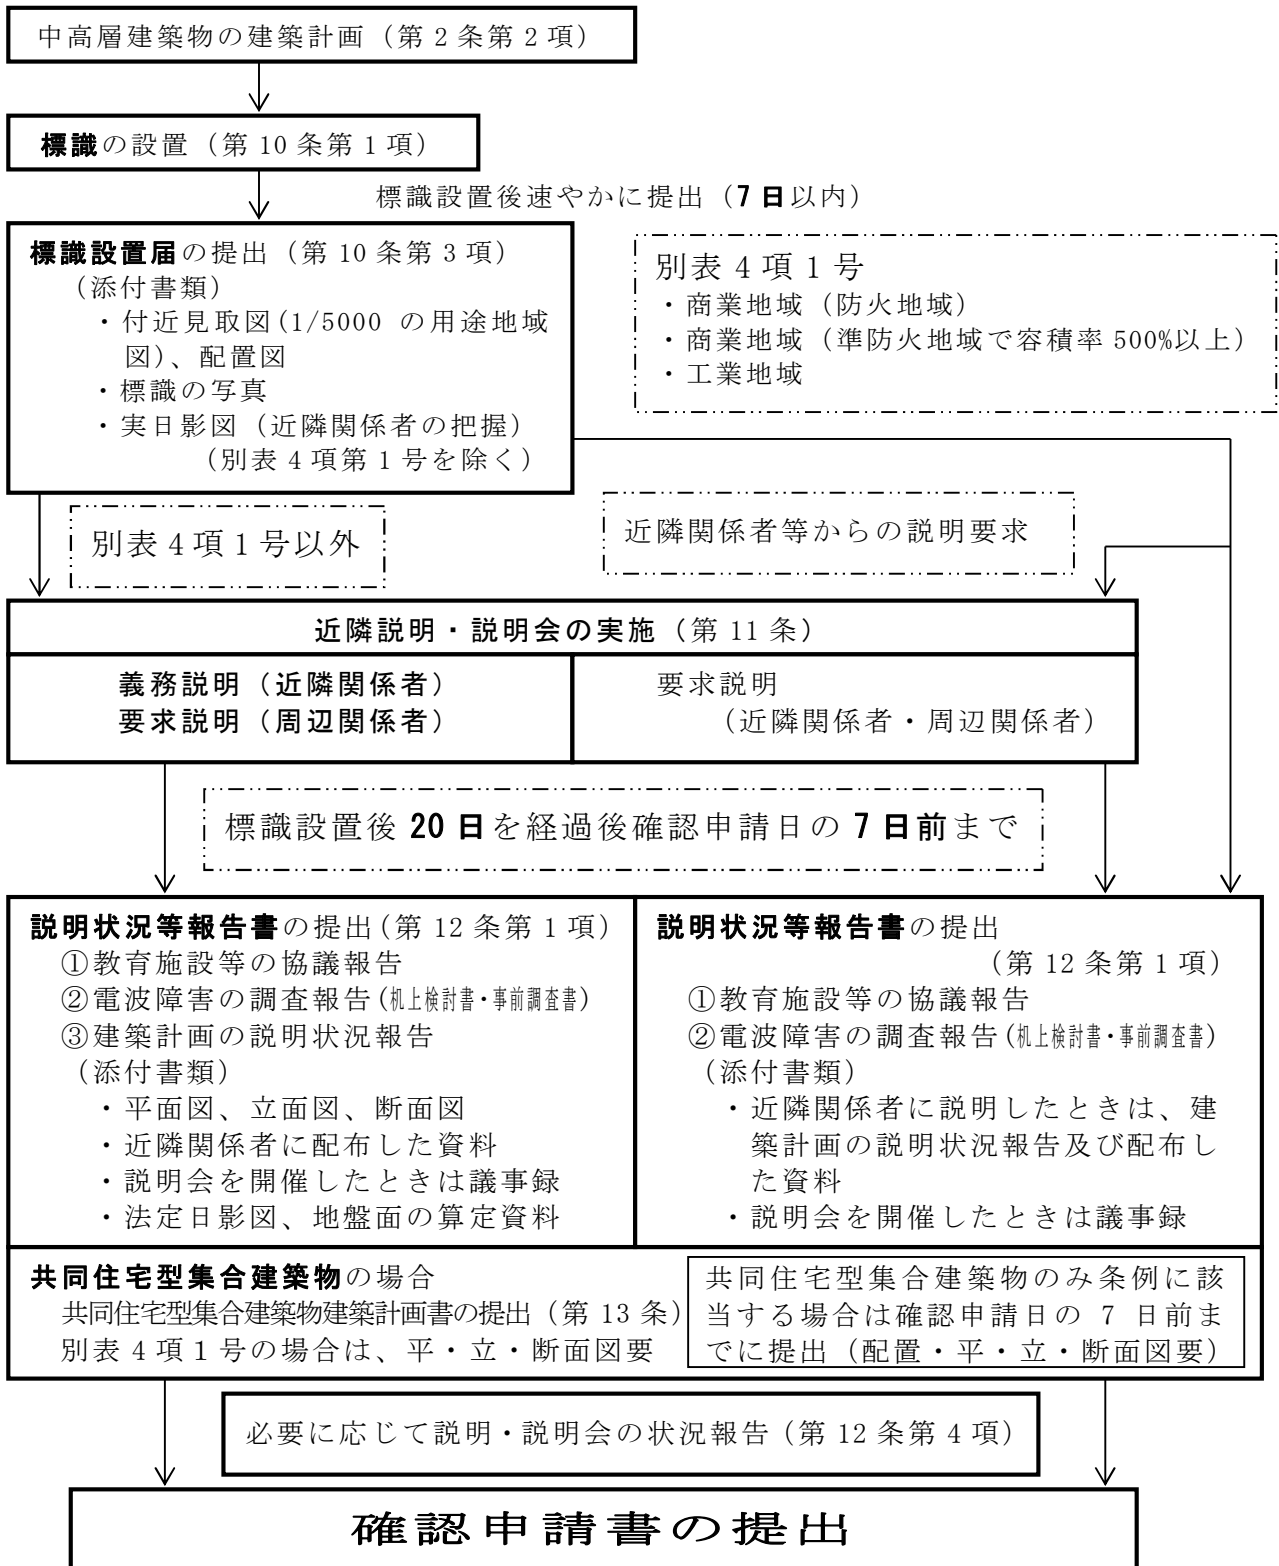 中高層建築物の建築計画（第2条第2項）
標識の設置（第10条第1項）
標識設置後速やかに提出（7日以内）
標識設置届の提出（第10条第3項）
（添付書類）
・付近見取図(1/5000 の用途地域
図)、配置図
・標識の写真
・実日影図（近隣関係者の把握）
（別表4項第1号を除く）
別表4項1号
・商業地域（防火地域）
・商業地域（準防火地域で容積率500%以上）
・工業地域
別表4項1号以外
近隣関係者等からの説明要求
近隣説明・説明会の実施（第11条）
義務説明（近隣関係者）
要求説明（周辺関係者）
要求説明
（近隣関係者・周辺関係者）
標識設置後20日を経過後確認申請日の7日前まで
説明状況等報告書の提出(第12条第1項)
①教育施設等の協議報告
②電波障害の調査報告(机上検討書・事前調査書)
③建築計画の説明状況報告
（添付書類）
・平面図、立面図、断面図
・近隣関係者に配布した資料
・説明会を開催したときは議事録
・法定日影図、地盤面の算定資料
説明状況等報告書の提出
（第12条第1項）
①教育施設等の協議報告
②電波障害の調査報告(机上検討書・事前調査書)
（添付書類）
・近隣関係者に説明したときは、建
築計画の説明状況報告及び配布し
た資料
・説明会を開催したときは議事録
共同住宅型集合建築物の場合
共同住宅型集合建築物建築計画書の提出（第13条）
別表4項1号の場合は、平・立・断面図要
共同住宅型集合建築物のみ条例に該
当する場合は確認申請日の 7 日前ま
でに提出（配置・平・立・断面図要）
必要に応じて説明・説明会の状況報告（第12条第4項）
確認申請書の提出